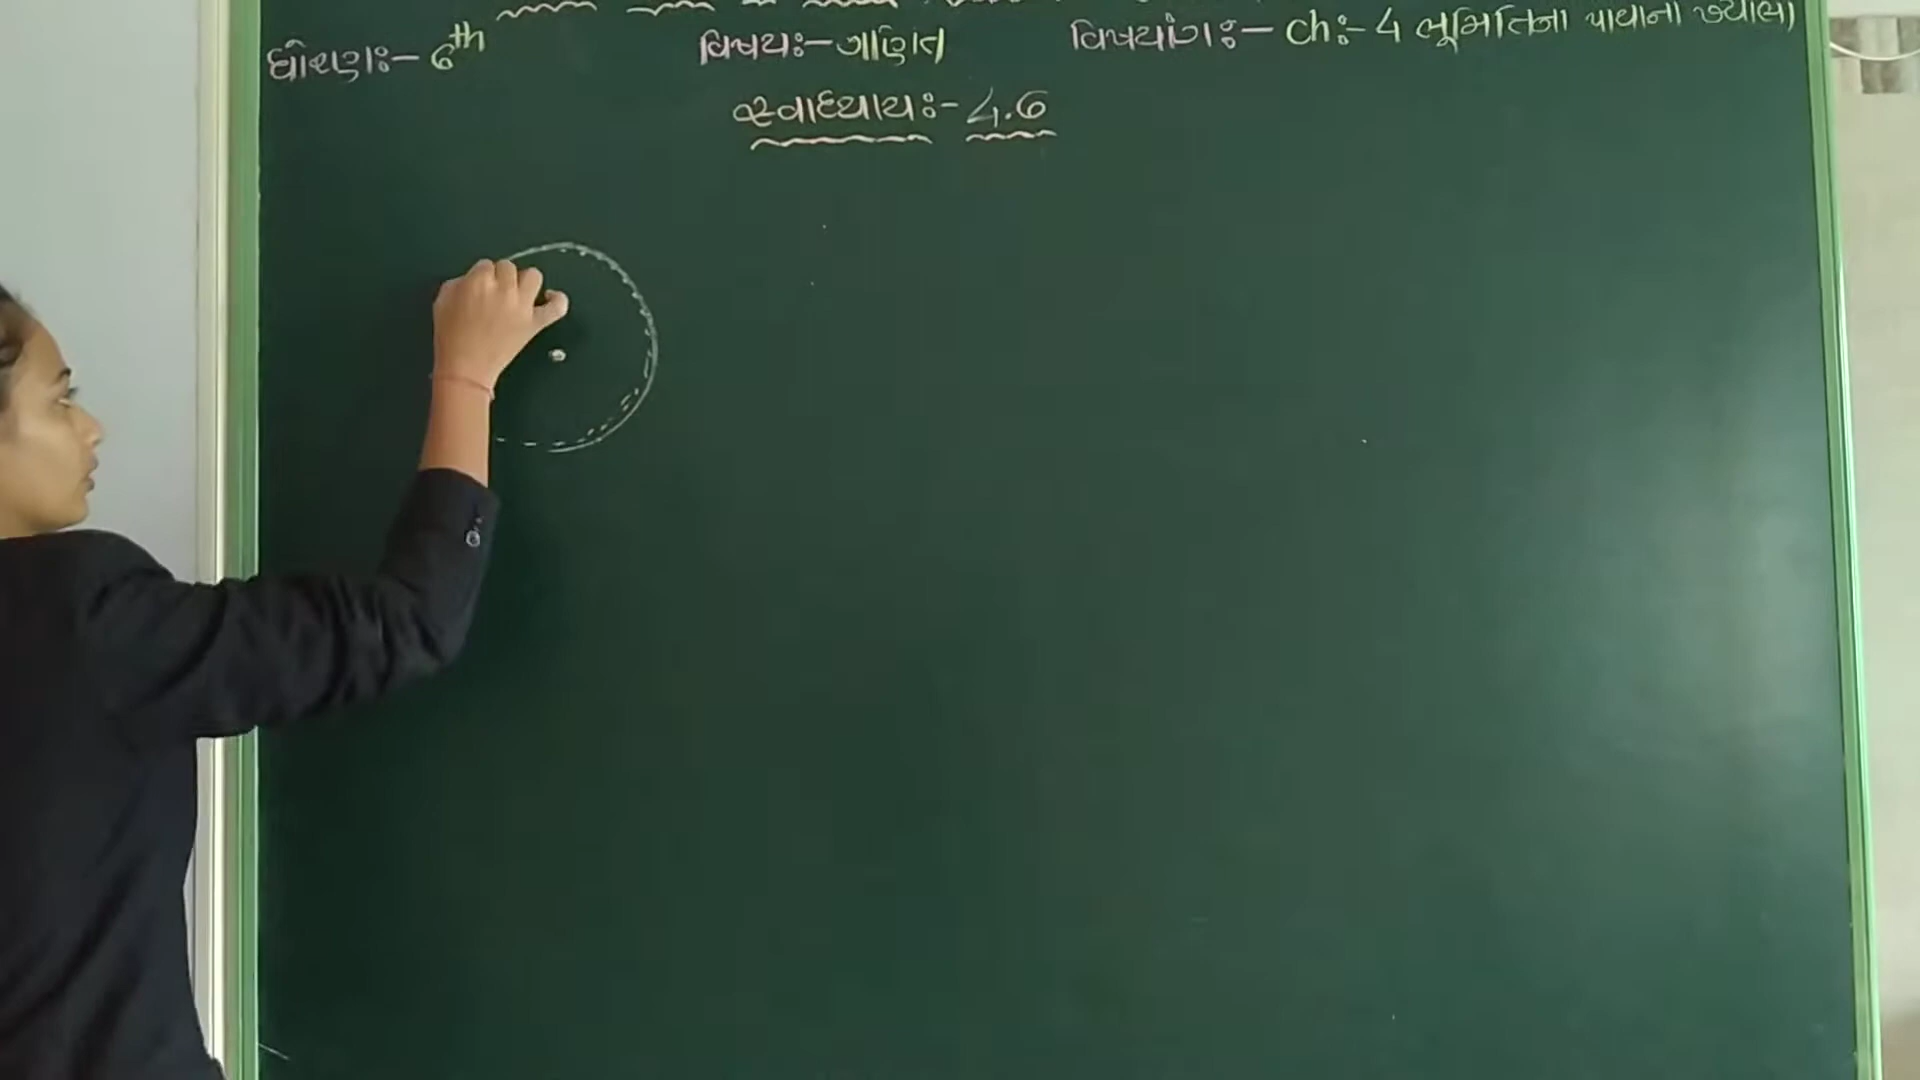 ધોરણઃ- 6th વિષયઃ- ગણિત વિષયાંગઃ- ch:- 4 ભૂમિતિના પાયાના ખ્યાલો
સ્વાધ્યાયઃ- 4.6